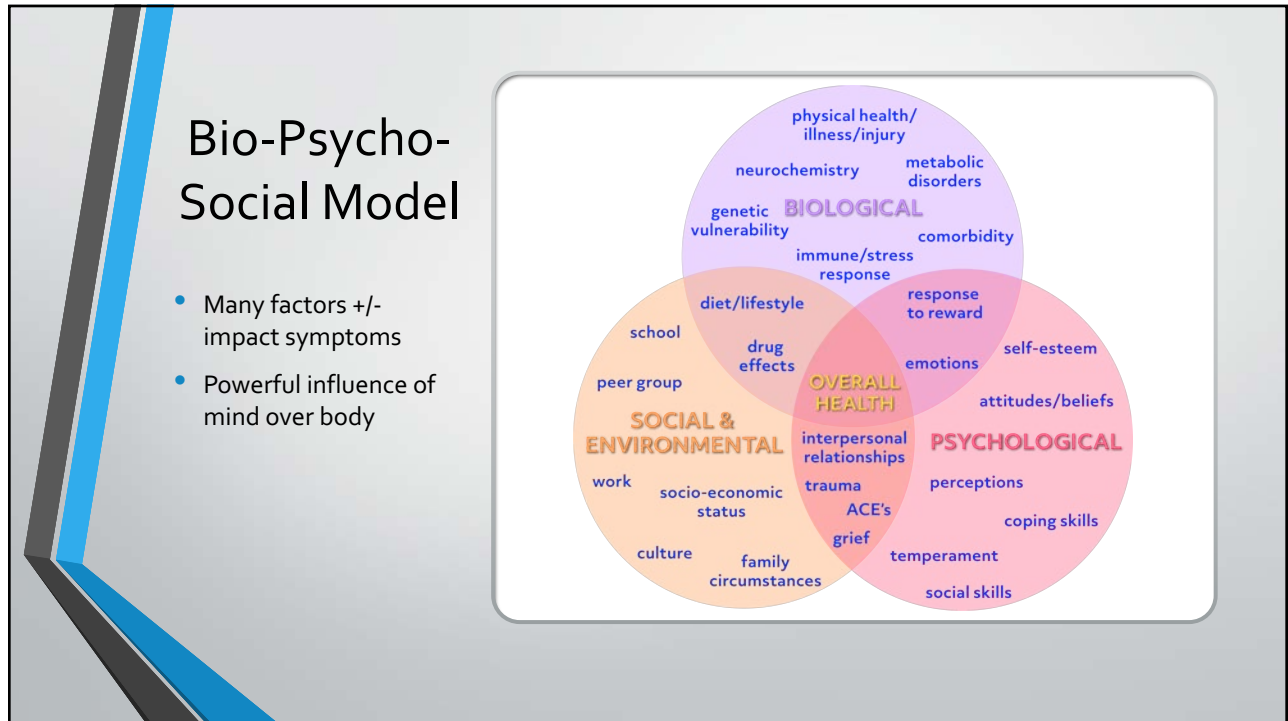 Bio-Psycho-
Social Model
• Many factors +/-
impact symptoms
• Powerful influence of
mind over body
physical health/
illness/injury
neurochemistry
metabolic
disorders
genetic
vulnerability
BIOLOGICAL
comorbidity
immune/stress
response
diet/lifestyle
response
to reward
school
drug
effects
emotions
self-esteem
peer group
OVERALL
HEALTH
attitudes/beliefs
SOCIAL &
ENVIRONMENTAL
interpersonal
relationships
PSYCHOLOGICAL
work
socio-economic
status
trauma
ACE's
grief
perceptions
coping skills
culture
family
circumstances
temperament
social skills